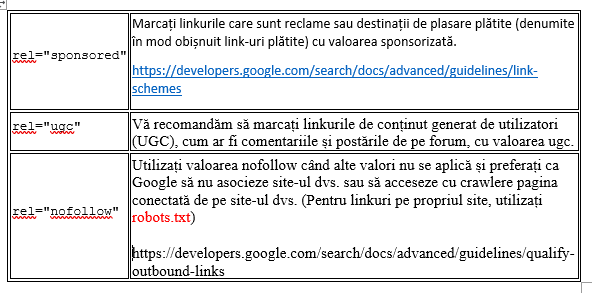 Marcați linkurile care sunt reclame sau destinații de plasare plătite (denumite
în mod obișnuit link-uri plătite) cu valoarea sponsorizată.
rel="sponsored"
https://developers.google.com/search/docs/advanced/guidelines/link-
schemes
rel="ugc"
Vă recomandăm să marcați linkurile de conținut generat de utilizatori
(UGC), cum ar fi comentariile și postările de pe forum, cu valoarea ugc.
Utilizați valoarea nofollow când alte valori nu se aplică și preferați ca
Google să nu asocieze site-ul dvs. sau să acceseze cu crawlere pagina
conectată de pe site-ul dvs. (Pentru linkuri pe propriul site, utilizați
rel="nofollow"
robots.txt)
https://developers.google.com/search/docs/advanced/guidelines/qualify-
outbound-links